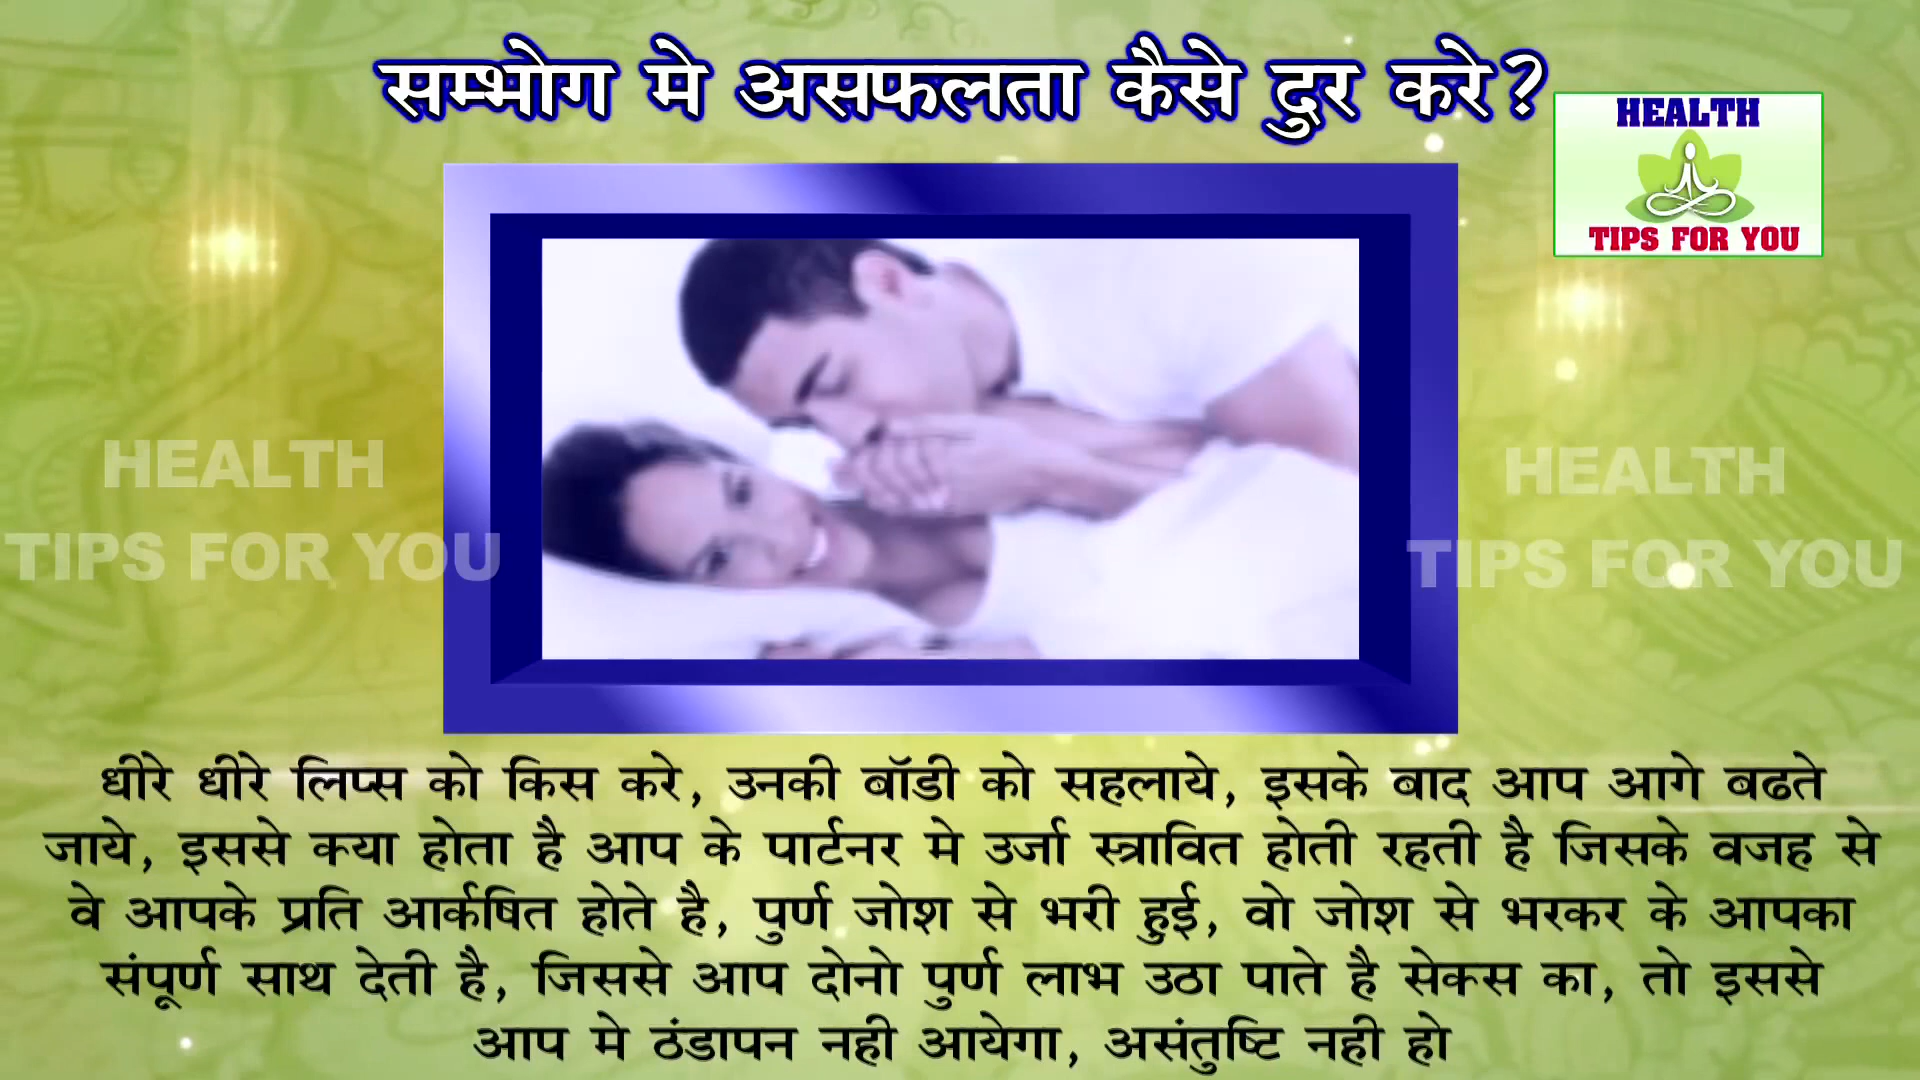 सम्भोग मे असफलता कैसे दुर करे?
HEALTH
TIPS FOR YOU
HEALTH
TIPS FOR YOU
HEALTH
TIPS FOR YOU
धीरे धीरे लिप्स को किस करे, उनकी बॉडी को सहलाये, इसके बाद आप आगे बढते
जाये, इससे क्या होता है आप के पार्टनर मे उर्जा स्त्रावित होती रहती है जिसके वजह से
वे आपके प्रति आर्कषित होते है, पुर्ण जोश से भरी हुई, वो जोश से भरकर के आपका
संपूर्ण साथ देती है, जिससे आप दोनो पुर्ण लाभ उठा पाते है सेक्स का, तो इससे
आप मे ठंडापन नही आयेगा, असंतुष्टि नही हो